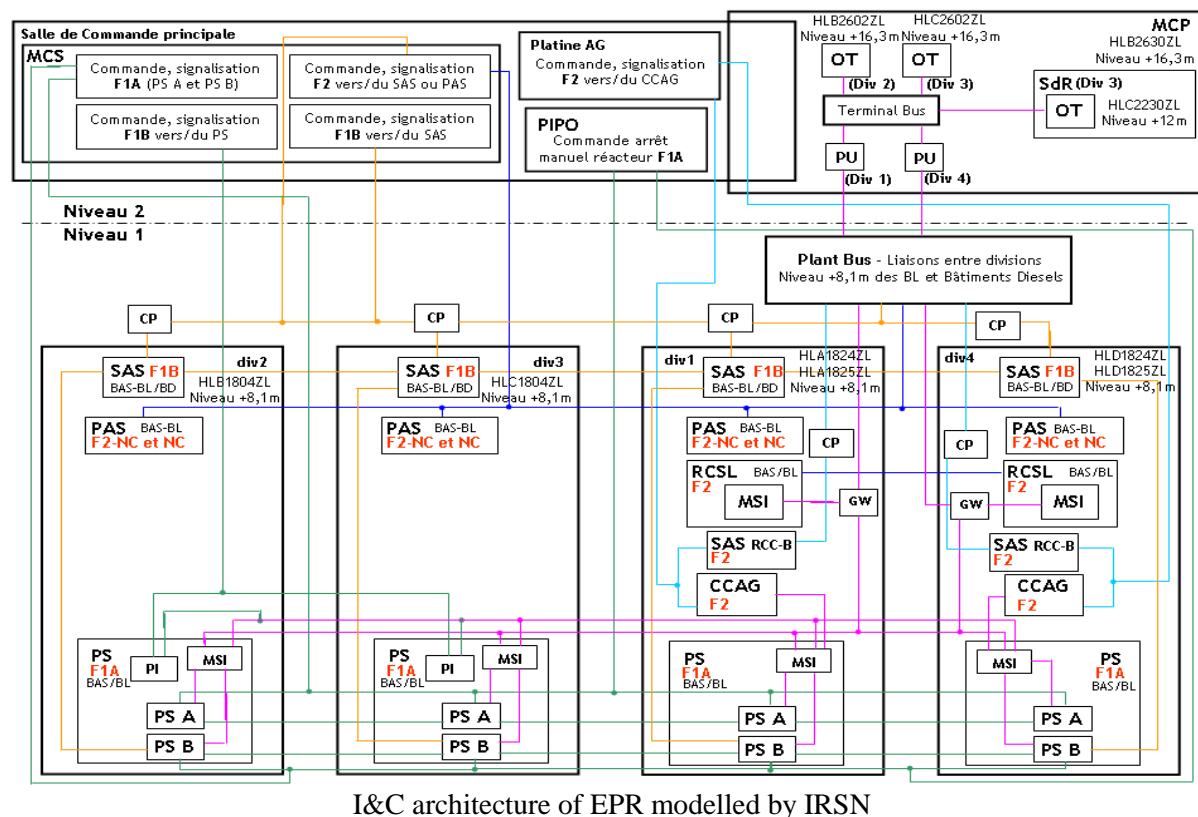 Salle de Commande principale
MCS
Commande, signalisation
F1A (PS A et PS B)
Commande, signalisation
F2 vers/du SAS ou PAS
Commande, signalisation
F1B vers/du PS
Commande, signalisation
F1B vers/du SAS
Platine AG
Commande, signalisation
F2 vers/du CCAG
PIPO
Commande arrêt
manuel réacteur F1A
HLB2602ZL
Niveau +16,3m
HLC2602ZL
Niveau +16,3m
MCP
HLB2630ZL
Niveau +16,3m
OT
(Div 2)
OT
(Div 3)
Terminal Bus
SdR (Div 3)
OT
HLC2230ZL
Niveau +12m
PU
(Div 1)
PU
(Div 4)
Niveau 2
Niveau 1
Plant Bus - Liaisons entre divisions
Niveau +8,1m des BL et Bâtiments Diesels
CP
CP
CP
CP
div2
SAS F1B
BAS-BL/BD
HLB1804ZL
Niveau +8,1m
PAS BAS-BL
F2-NC et NC
div3
SAS F1B
BAS-BL/BD
HLC1804ZL
Niveau +8,1m
PAS BAS-BL
F2-NC et NC
div1
SAS F1B
BAS-BL/BD
HLA1824ZL
HLA1825ZL
Niveau +8,1m
PAS BAS-BL
F2-NC et NC
CP
RCSL BAS/BL
F2
MSI
GW
SAS RCC-B
F2
CCAG
F2
div4
SAS F1B
BAS-BL/BD
HLD1824ZL
HLD1825ZL
Niveau +8,1m
PAS BAS-BL
F2-NC et NC
CP
RCSL BAS/BL
F2
MSI
GW
SAS RCC-B
F2
CCAG
F2
PS
F1A
BAS/BL
PI
MSI
PS A
PS B
PS
F1A
BAS/BL
PI
MSI
PS A
PS B
PS
F1A
BAS/BL
MSI
PS A
PS B
MSI
PS
F1A
BAS/BL
PS A
PS B
I&C architecture of EPR modelled by IRSN